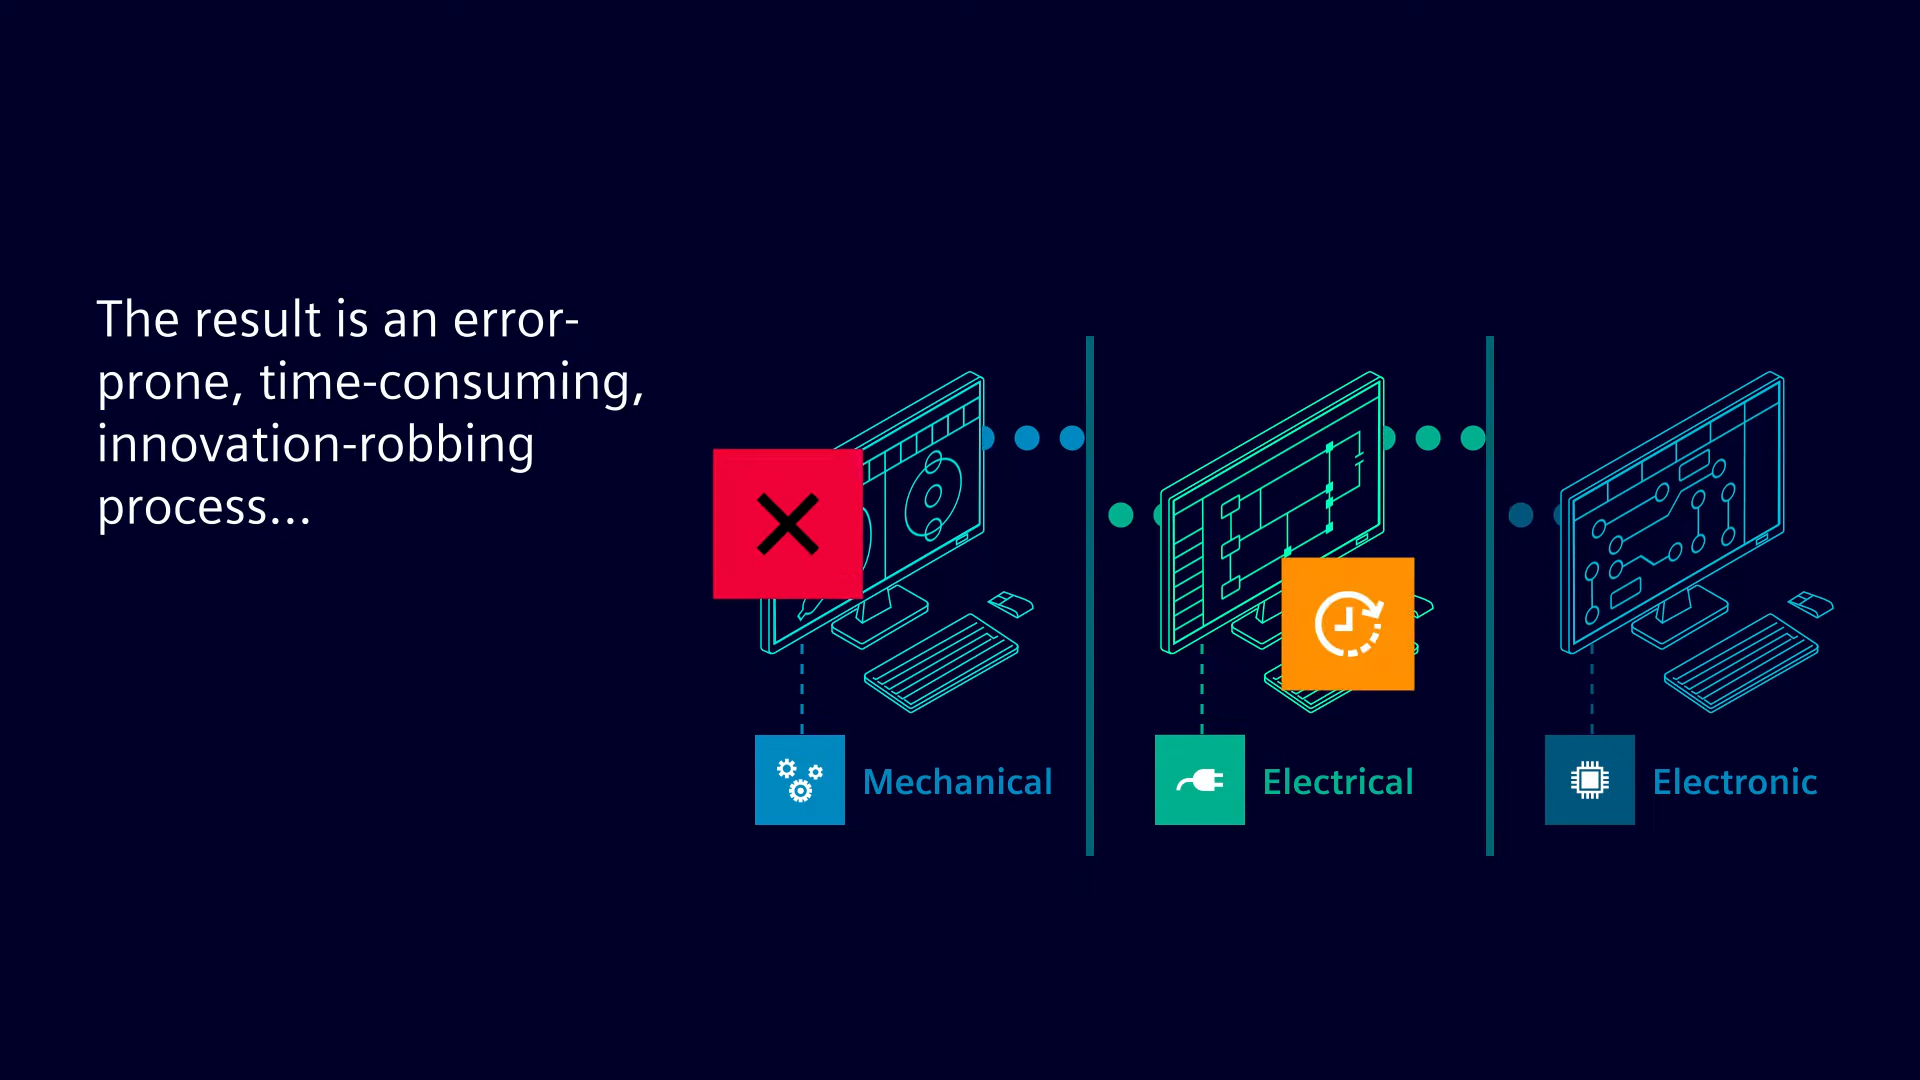 The result is an error-
prone, time-consuming,
innovation-robbing
process...
Mechanical
Electrical
Electronic